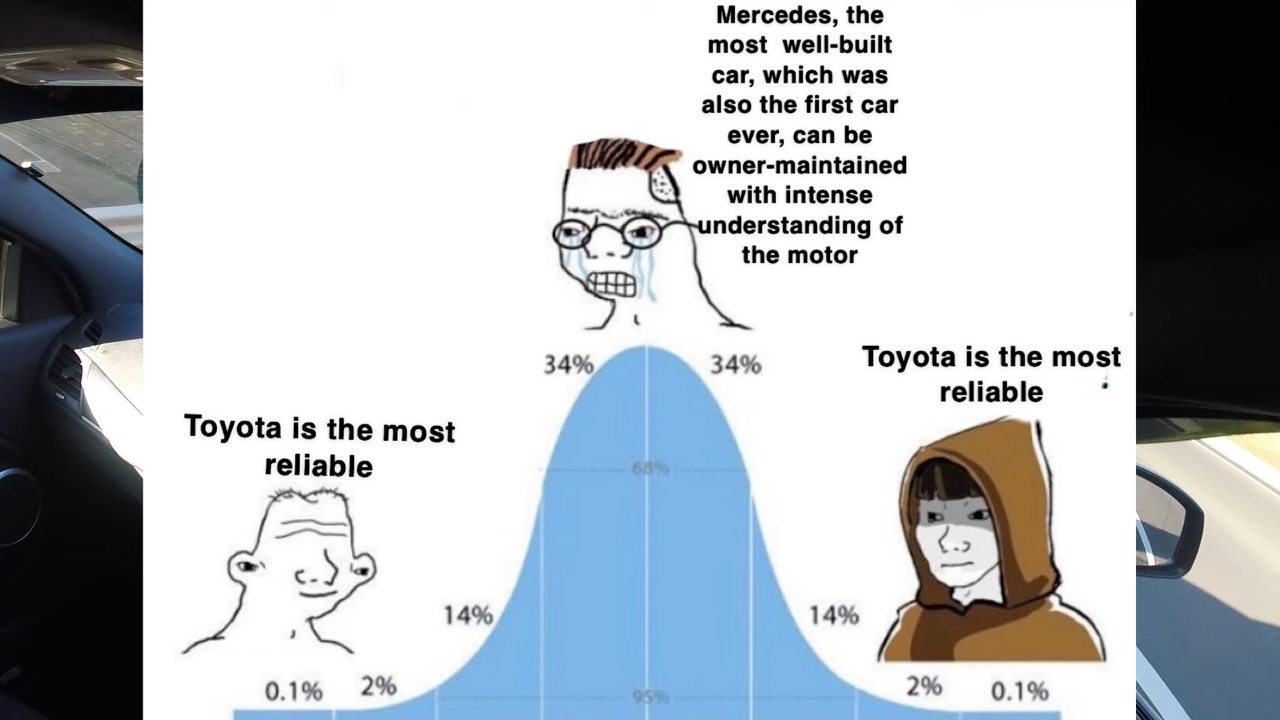 Mercedes, the
most well-built
car, which was
also the first car
ever, can be
owner-maintained
with intense
understanding of
the motor
34%
34%
Toyota is the most
reliable
Toyota is the most
reliable
68%
14%
14%
0.1%
2%
95%
2%
0.1%